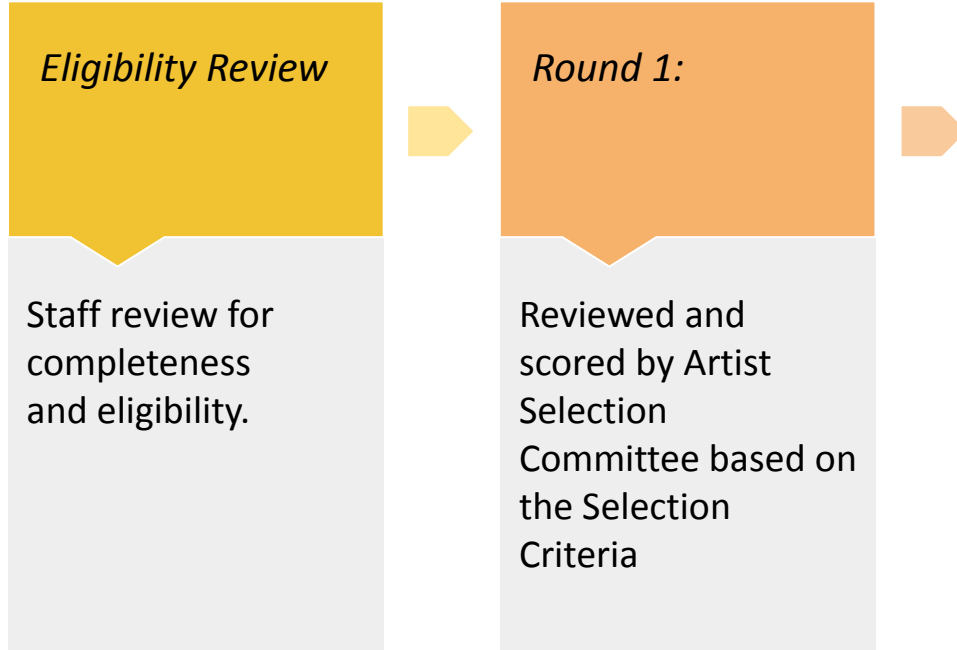 Eligibility Review
Staff review for
completeness
and eligibility.
Round 1:
Reviewed and
scored by Artist
Selection
Committee based on
the Selection
Criteria